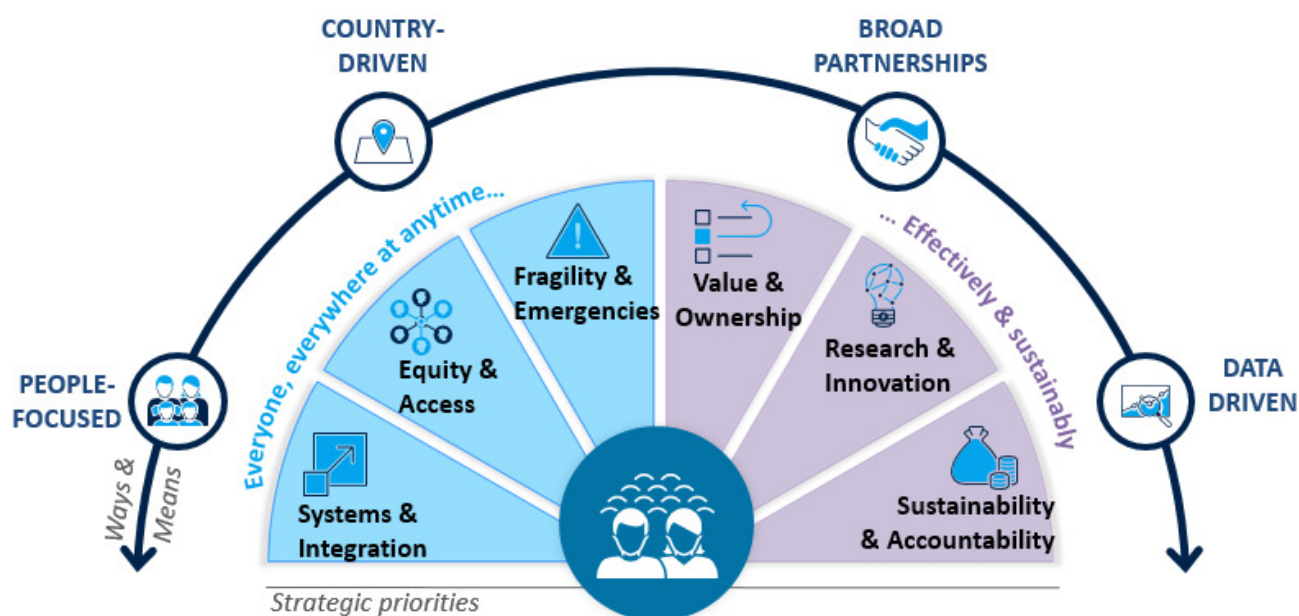 COUNTRY-
DRIVEN
BROAD
PARTNERSHIPS
PEOPLE-
FOCUSED
DATA
DRIVEN
Ways &
Means
Everyone, everywhere at anytime...
... Effectively & sustainably
Systems &
Integration
Equity &
Access
Fragility &
Emergencies
Value &
Ownership
Research &
Innovation
Sustainability
& Accountability
Strategic priorities